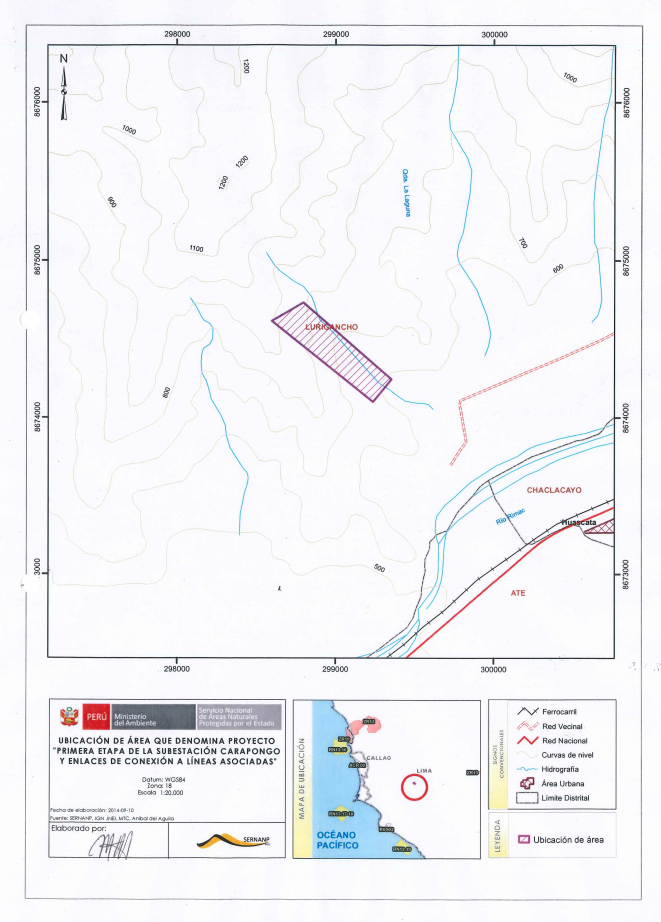 298000
299000
300000
N
1200
1000
8676000
8676000
1000
1200
1200
900
Qda. La Laguna
700
1100
600
8675000
8675000
LURIGANCHO
800
8674000
8674000
CHACLACAYO
Río Rimac
Huascata
500
3000
8673000
ATE
298000
299000
300000
PERÚ
Ministerio
del Ambiente
Servicio Nacional
de Áreas Naturales
Protegidas por el Estado
UBICACIÓN DE ÁREA QUE DENOMINA PROYECTO
"PRIMERA ETAPA DE LA SUBESTACIÓN CARAPONGO
Y ENLACES DE CONEXIÓN A LÍNEAS ASOCIADAS"
Datum: WGS84
Zona: 18
Escala 1:20.000
Fecha de elaboración: 2014-09-10
Fuente: SERNANP, IGN ,INEI, MTC, Anibal del Aguila
Elaborado por:
SERNANP
MAPA DE UBICACIÓN
CALLAO
LIMA
OCÉANO
PACÍFICO
SIGNOS
CONVENCIONALES
Ferrocarril
Red Vecinal
Red Nacional
Curvas de nivel
Hidrografía
Área Urbana
Límite Distrital
LEYENDA
Ubicación de área